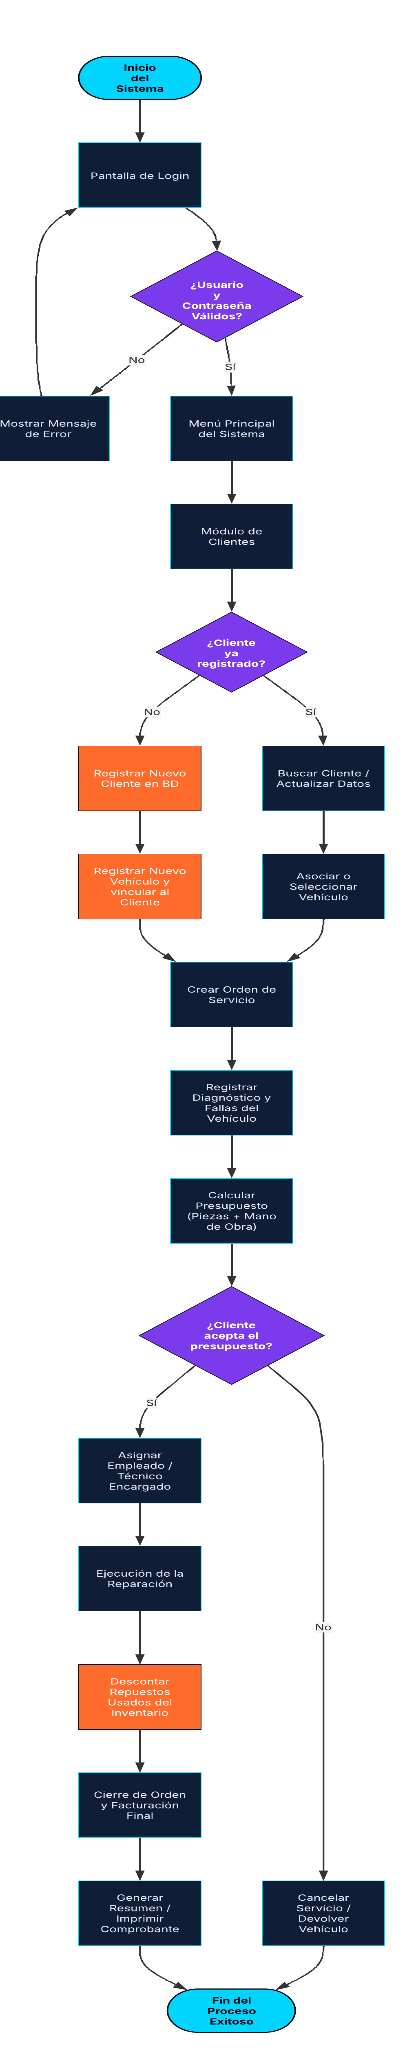 Inicio
del
Sistema
Pantalla de Login
¿Usuario
y
Contraseña
Válidos?
No
Sí
Mostrar Mensaje
de Error
Menú Principal
del Sistema
Módulo de
Clientes
¿Cliente
ya
registrado?
No
Sí
Registrar Nuevo
Cliente en BD
Buscar Cliente /
Actualizar Datos
Registrar Nuevo
Vehículo y
vincular al
Cliente
Asociar o
Seleccionar
Vehículo
Crear Orden de
Servicio
Registrar
Diagnóstico y
Fallas del
Vehículo
Calcular
Presupuesto
(Piezas + Mano
de Obra)
¿Cliente
acepta el
presupuesto?
Sí
Asignar
Empleado /
Técnico
Encargado
Ejecución de la
Reparación
No
Descontar
Repuestos
Usados del
Inventario
Cierre de Orden
y Facturación
Final
Generar
Resumen /
Imprimir
Comprobante
Cancelar
Servicio /
Devolver
Vehículo
Fin del
Proceso
Exitoso